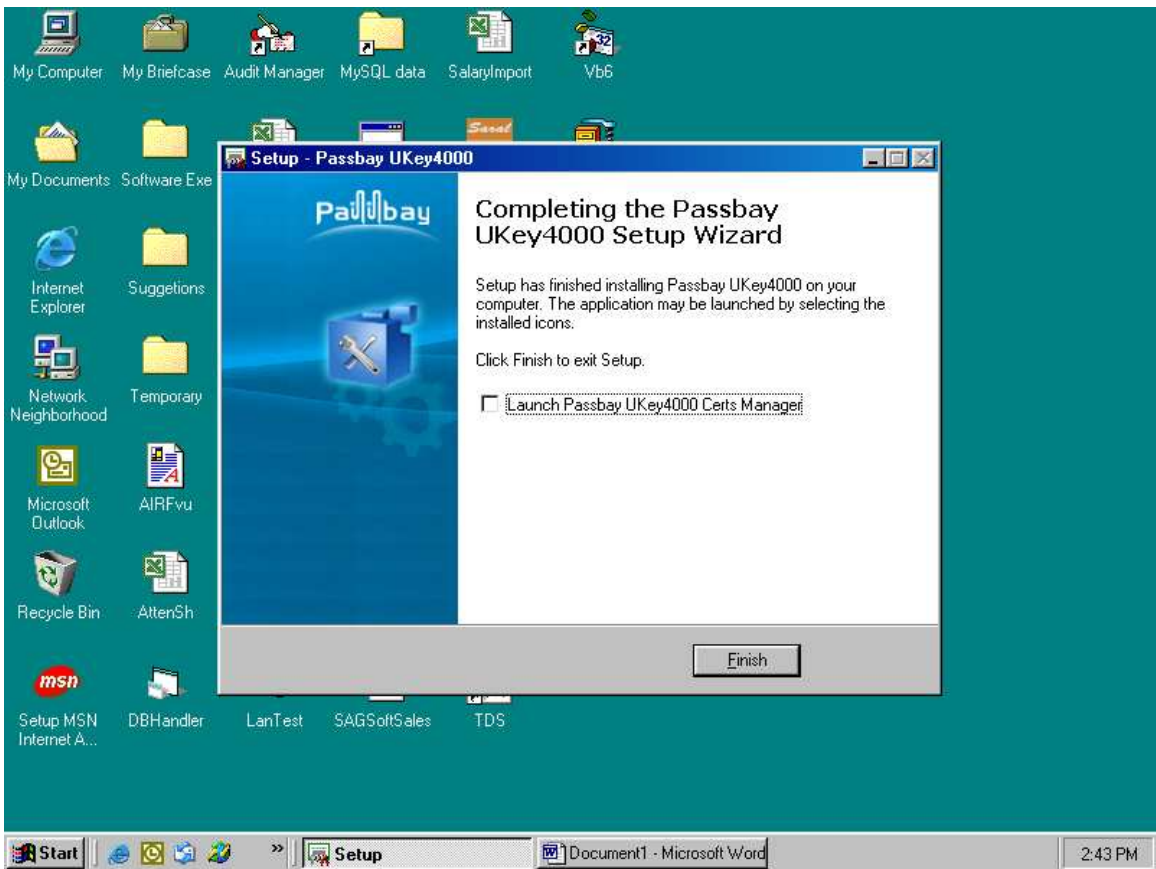 My Computer
My Briefcase
Audit Manager
MySQL data
SalaryImport
Vb6
32
Saral
My Documents
Software Exe
Setup - Passbay UKey4000
Passbay
Completing the Passbay
UKey4000 Setup Wizard
Setup has finished installing Passbay UKey4000 on your
computer. The application may be launched by selecting the
installed icons.
Click Finish to exit Setup.
Launch Passbay UKey4000 Certs Manager
Finish
Internet
Explorer
Suggetions
Network
Neighborhood
Temporary
Microsoft
Outlook
AIRFvu
Recycle Bin
AttenSh
msn
Setup MSN
Internet A...
DBHandler
LanTest
SAGSoftSales
TDS
Start
»
Setup
Document1 - Microsoft Word
2:43 PM